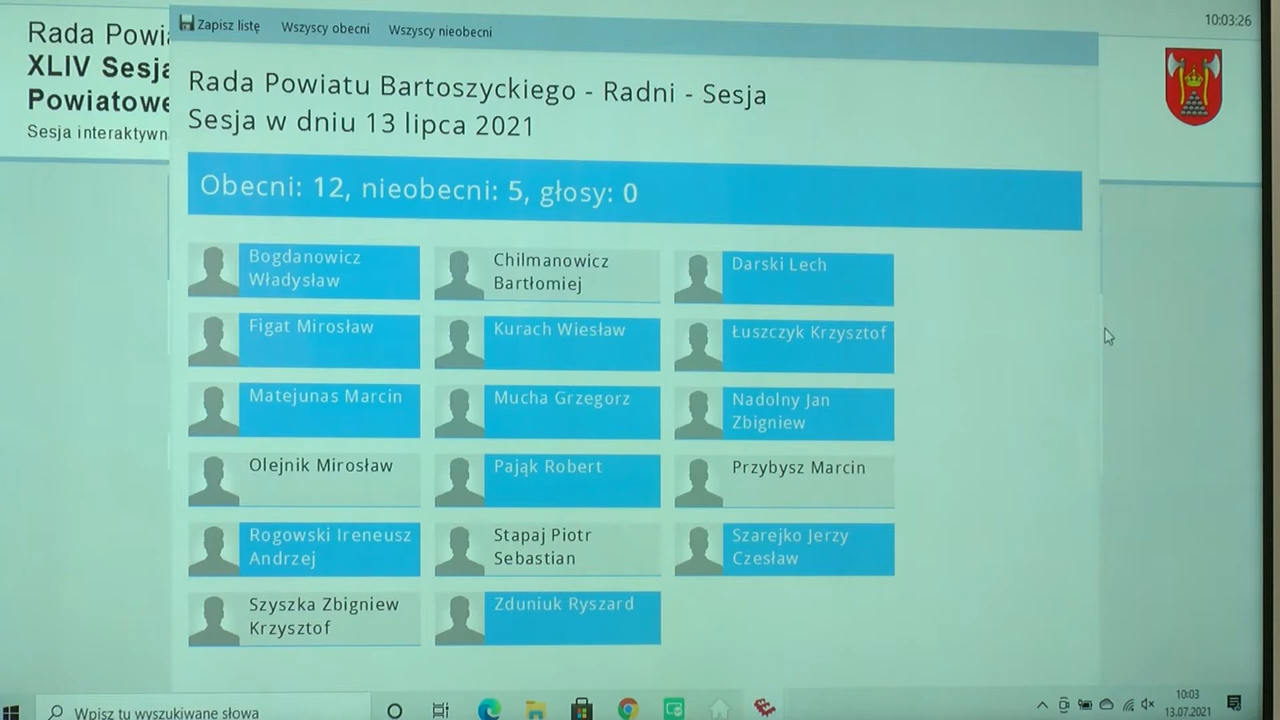 Zapisz listę Wszyscy obecni Wszyscy nieobecni
10:03:26
Rada Powi
XLIV Sesja
Powiatowe
Sesja interaktywn
Rada Powiatu Bartoszyckiego - Radni - Sesja
Sesja w dniu 13 lipca 2021
Obecni: 12, nieobecni: 5, głosy: 0
Bogdanowicz
Władysław
Chilmanowicz
Bartłomiej
Darski Lech
Figat Mirosław
Kurach Wiesław
Łuszczyk Krzysztof
Matejunas Marcin
Mucha Grzegorz
Nadolny Jan
Zbigniew
Olejnik Mirosław
Pająk Robert
Przybysz Marcin
Rogowski Ireneusz
Andrzej
Stapaj Piotr
Sebastian
Szarejko Jerzy
Czesław
Szyszka Zbigniew
Krzysztof
Zduniuk Ryszard
Wpisz tu wyszukiwane słowa
10:03
13.07.2021